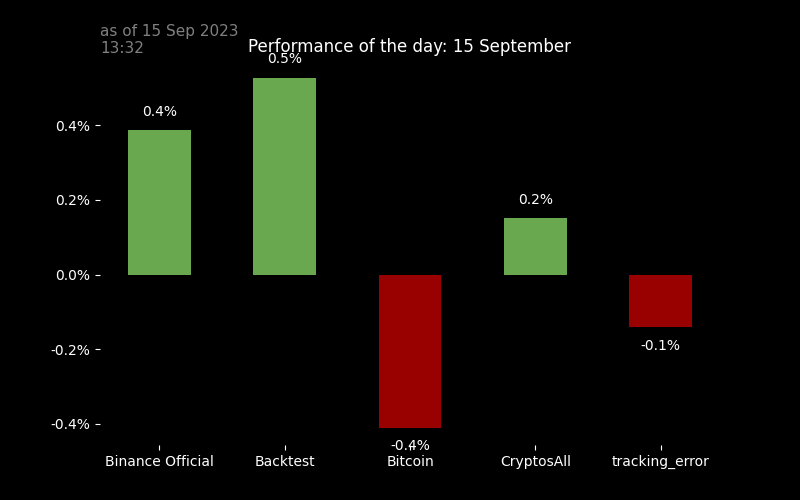 as of 15 Sep 2023
13:32
Performance of the day: 15 September
0.5%
0.4%
0.4%
0.2%
0.2%
0.0%
-0.2%
-0.1%
-0.4%
-0.4%
Binance Official
Backtest
Bitcoin
CryptosAll
tracking_error